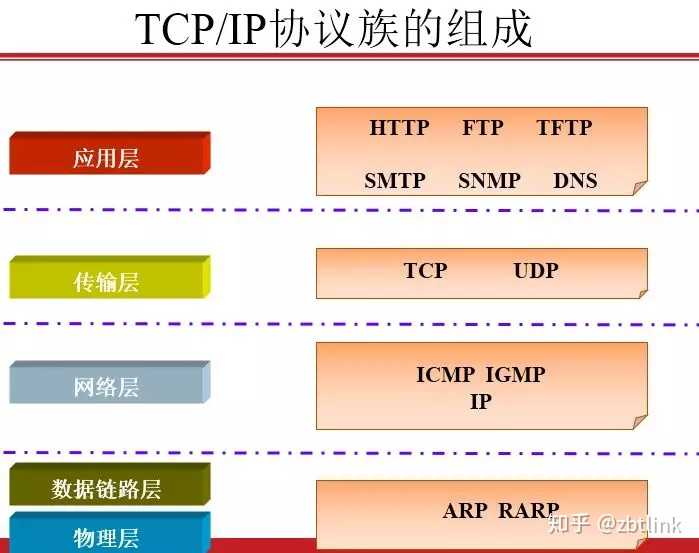 TCP/IP协议族的组成
应用层
HTTP FTP TFTP
SMTP SNMP DNS
传输层
TCP UDP
网络层
ICMP IGMP
IP
数据链路层
ARP RARP
物理层
知乎 @zbtlink